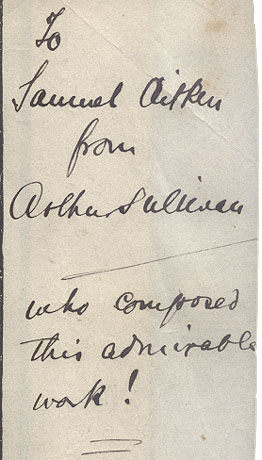 To
Samuel Aitken
from
Arthur Sullivan
who composed
this admirable
work!